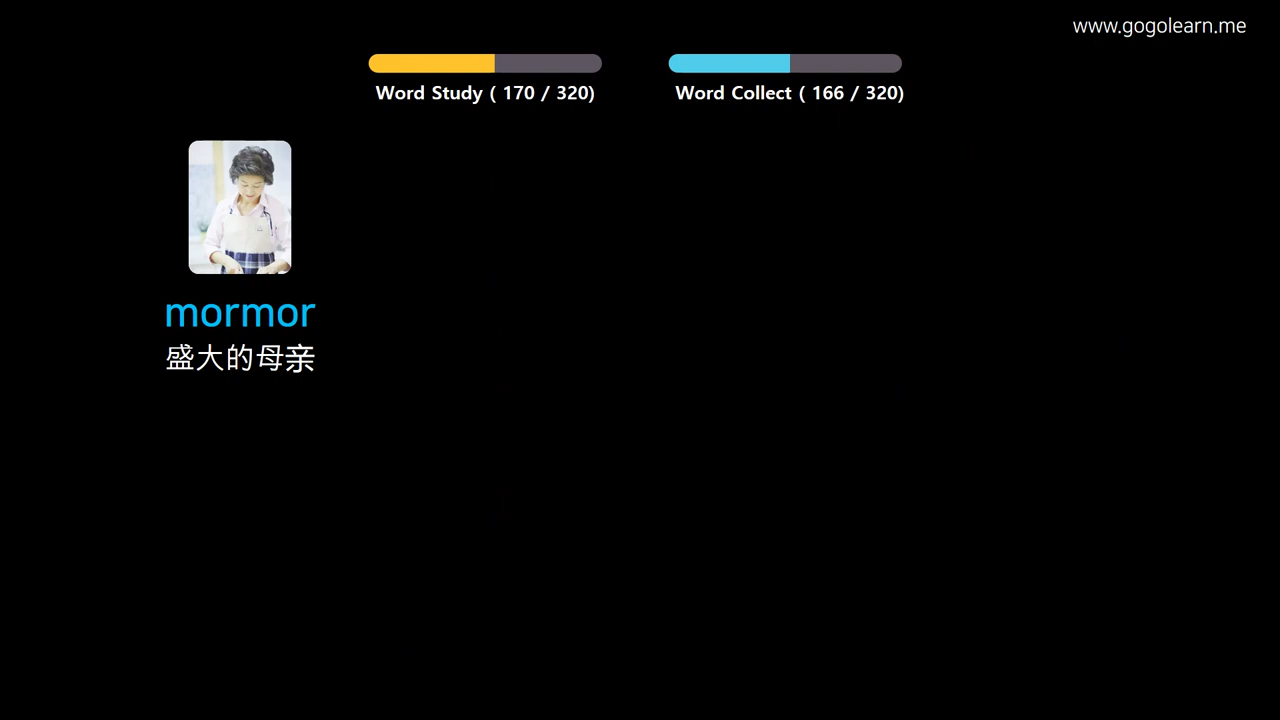 www.gogolearn.me
Word Study ( 170 / 320)
Word Collect ( 166 / 320)
mormor
盛大的母亲